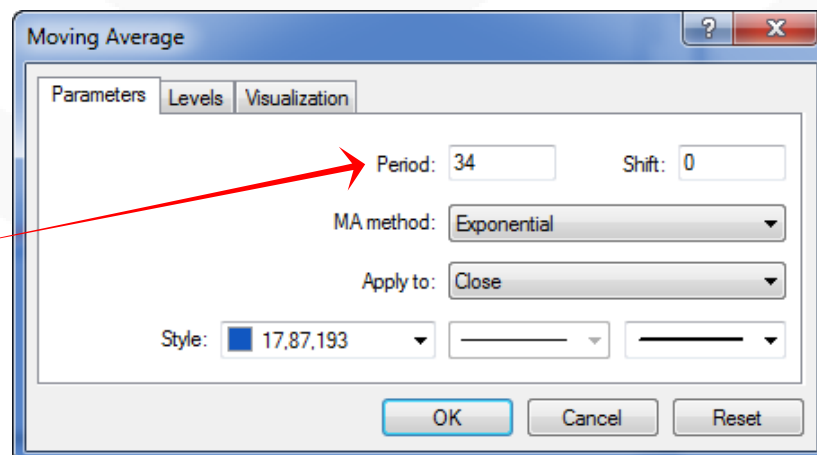 Moving Average ? X
Parameters Levels Visualization
Period: 34 Shift: 0
MA method: Exponential
Apply to: Close
Style: 17,87,193
OK Cancel Reset